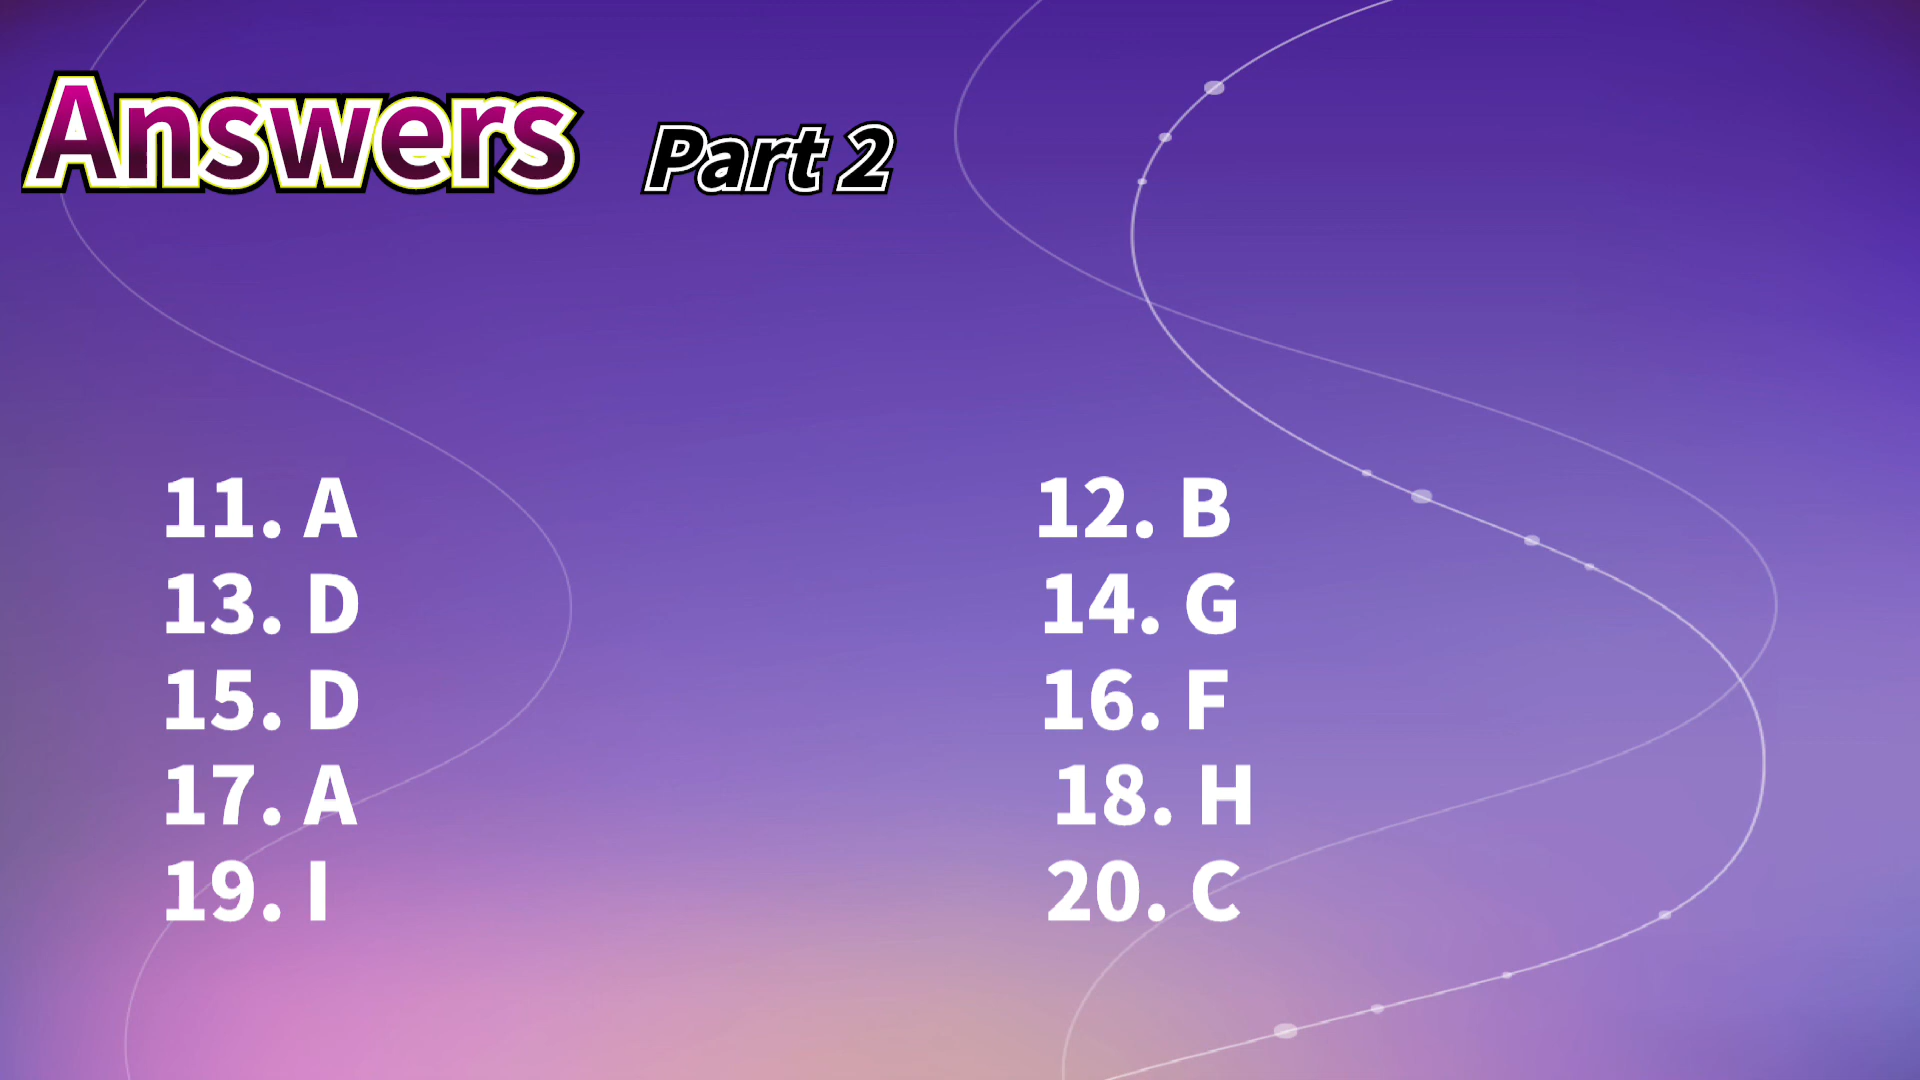 Answers Part 2
11. A 12. B
13. D 14. G
15. D 16. F
17. A 18. H
19. I 20. C